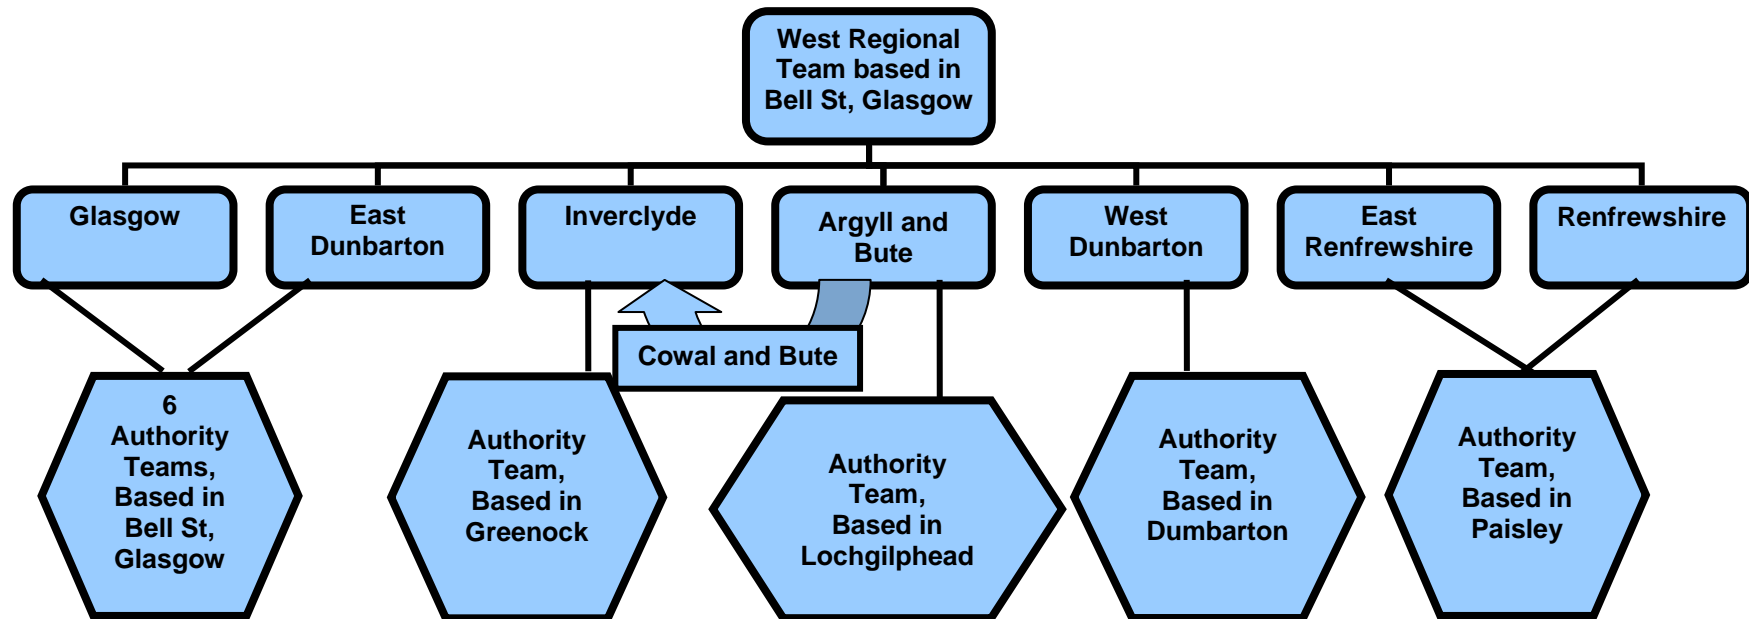 West Regional
Team based in
Bell St, Glasgow
Glasgow
East
Dunbarton
Inverclyde
Argyll and
Bute
West
Dunbarton
East
Renfrewshire
Renfrewshire
Cowal and Bute
6
Authority
Teams,
Based in
Bell St,
Glasgow
Authority
Team,
Based in
Greenock
Authority
Team,
Based in
Lochgilphead
Authority
Team,
Based in
Dumbarton
Authority
Team,
Based in
Paisley